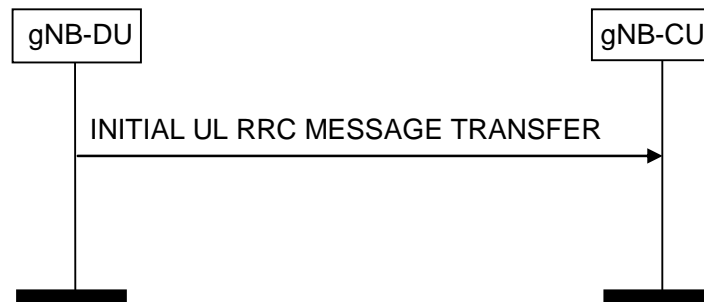 gNB-DU
gNB-CU
INITIAL UL RRC MESSAGE TRANSFER